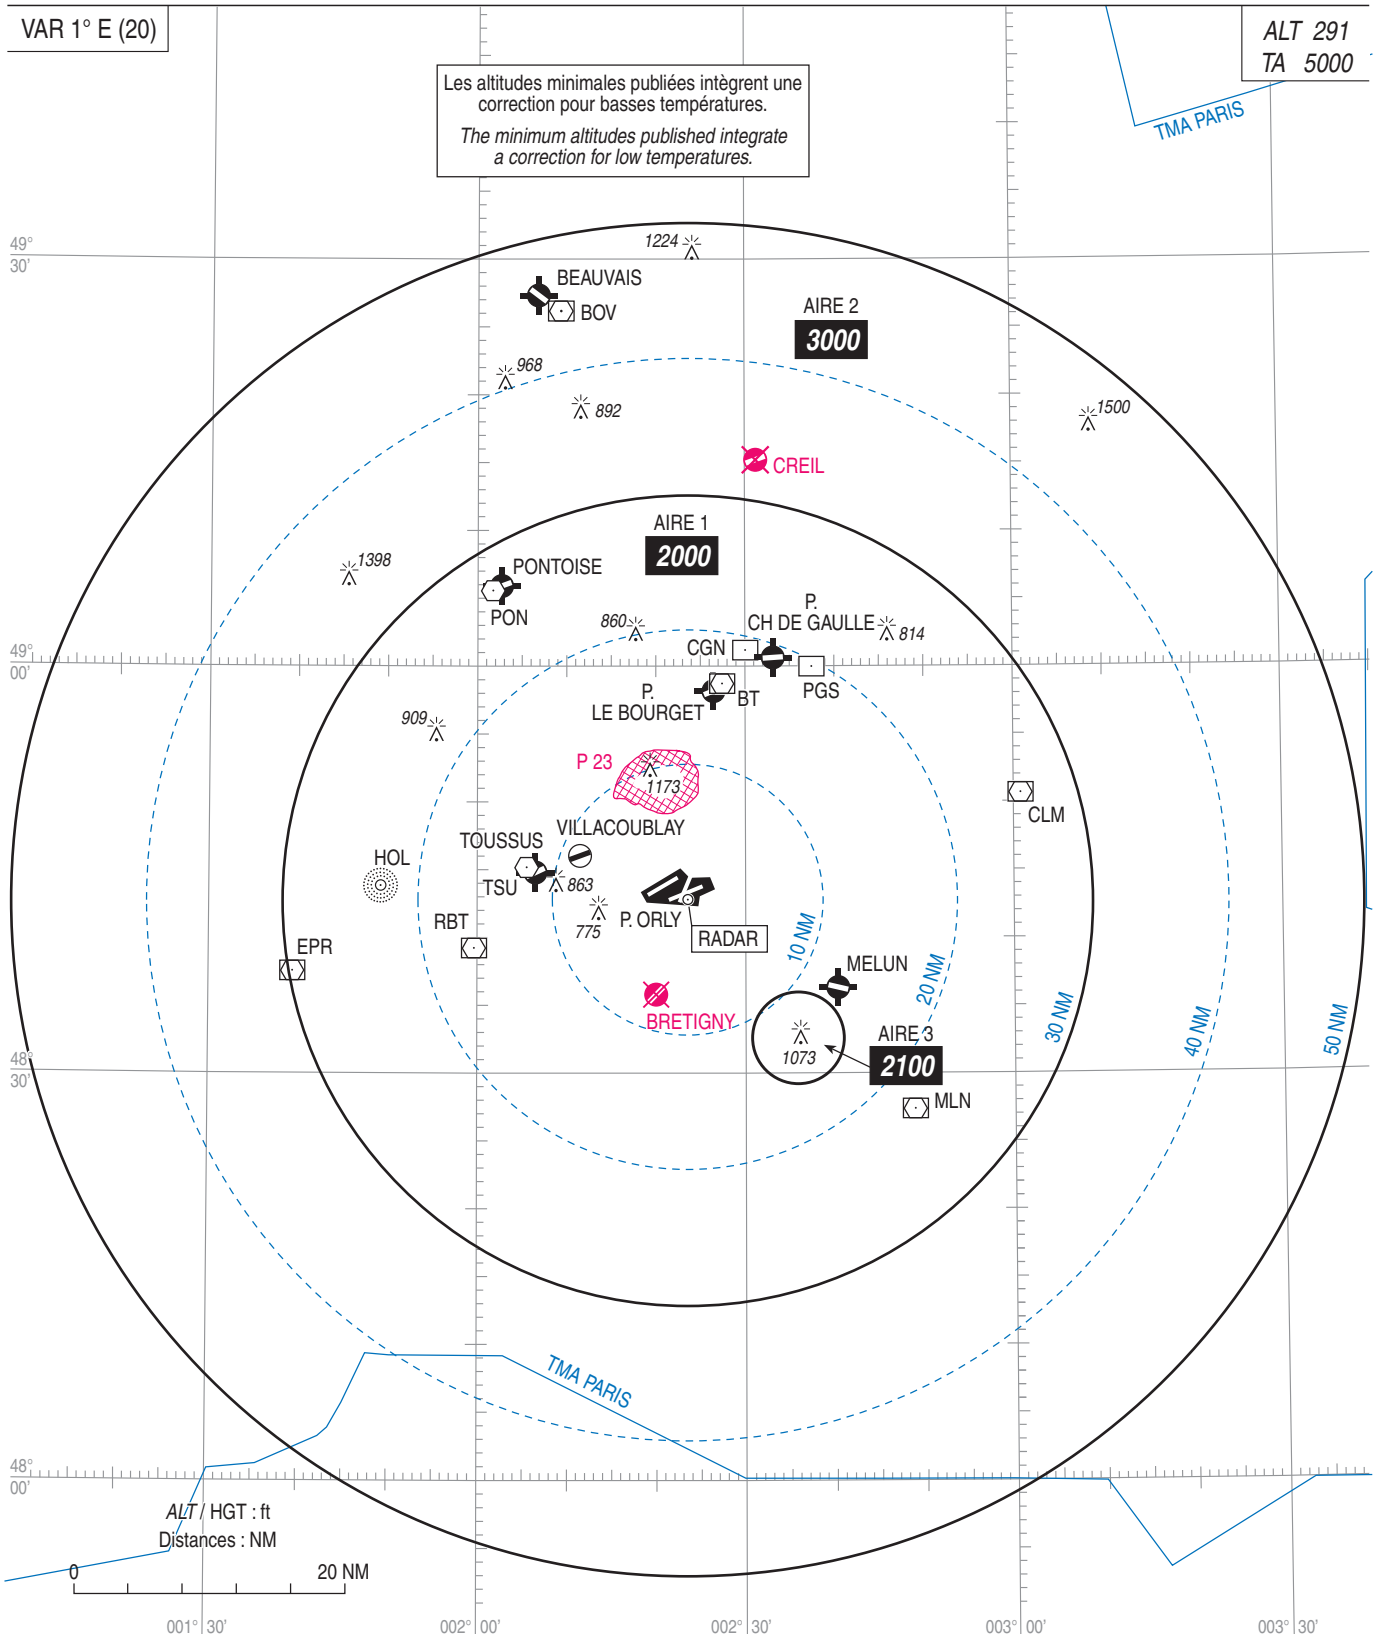 VAR 1° E (20)
ALT 291
TA 5000
Les altitudes minimales publiées intègrent une
correction pour basses températures.
The minimum altitudes published integrate
a correction for low temperatures.
TMA PARIS
49°
30'
1224
BEAUVAIS
BOV
AIRE 2
3000
968
892
1500
CREIL
AIRE 1
2000
1398
PONTOISE
PON
860
P.
CH DE GAULLE
814
CGN
PGS
49°
00'
P.
LE BOURGET
BT
909
P 23
1173
CLM
VILLACOUBLAY
TOUSSUS
TSU
863
HOL
775
P. ORLY
RADAR
RBT
EPR
10 NM
20 NM
30 NM
40 NM
50 NM
MELUN
BRETIGNY
AIRE 3
2100
1073
48°
30'
MLN
TMA PARIS
48°
00'
ALT / HGT : ft
Distances : NM
0
20 NM
001° 30'
002° 00'
002° 30'
003° 00'
003° 30'